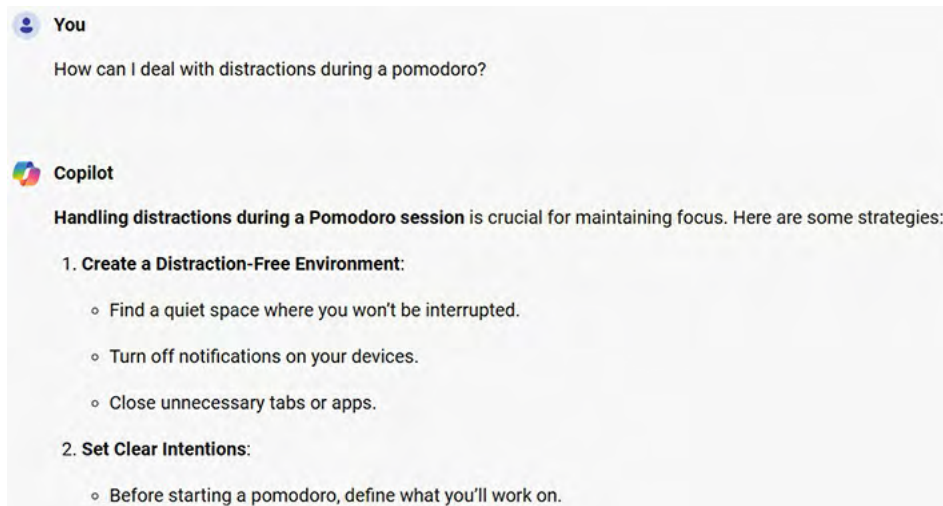 You
How can I deal with distractions during a pomodoro?
Copilot
Handling distractions during a Pomodoro session is crucial for maintaining focus. Here are some strategies:
1. Create a Distraction-Free Environment:
◦ Find a quiet space where you won’t be interrupted.
◦ Turn off notifications on your devices.
◦ Close unnecessary tabs or apps.
2. Set Clear Intentions:
◦ Before starting a pomodoro, define what you’ll work on.